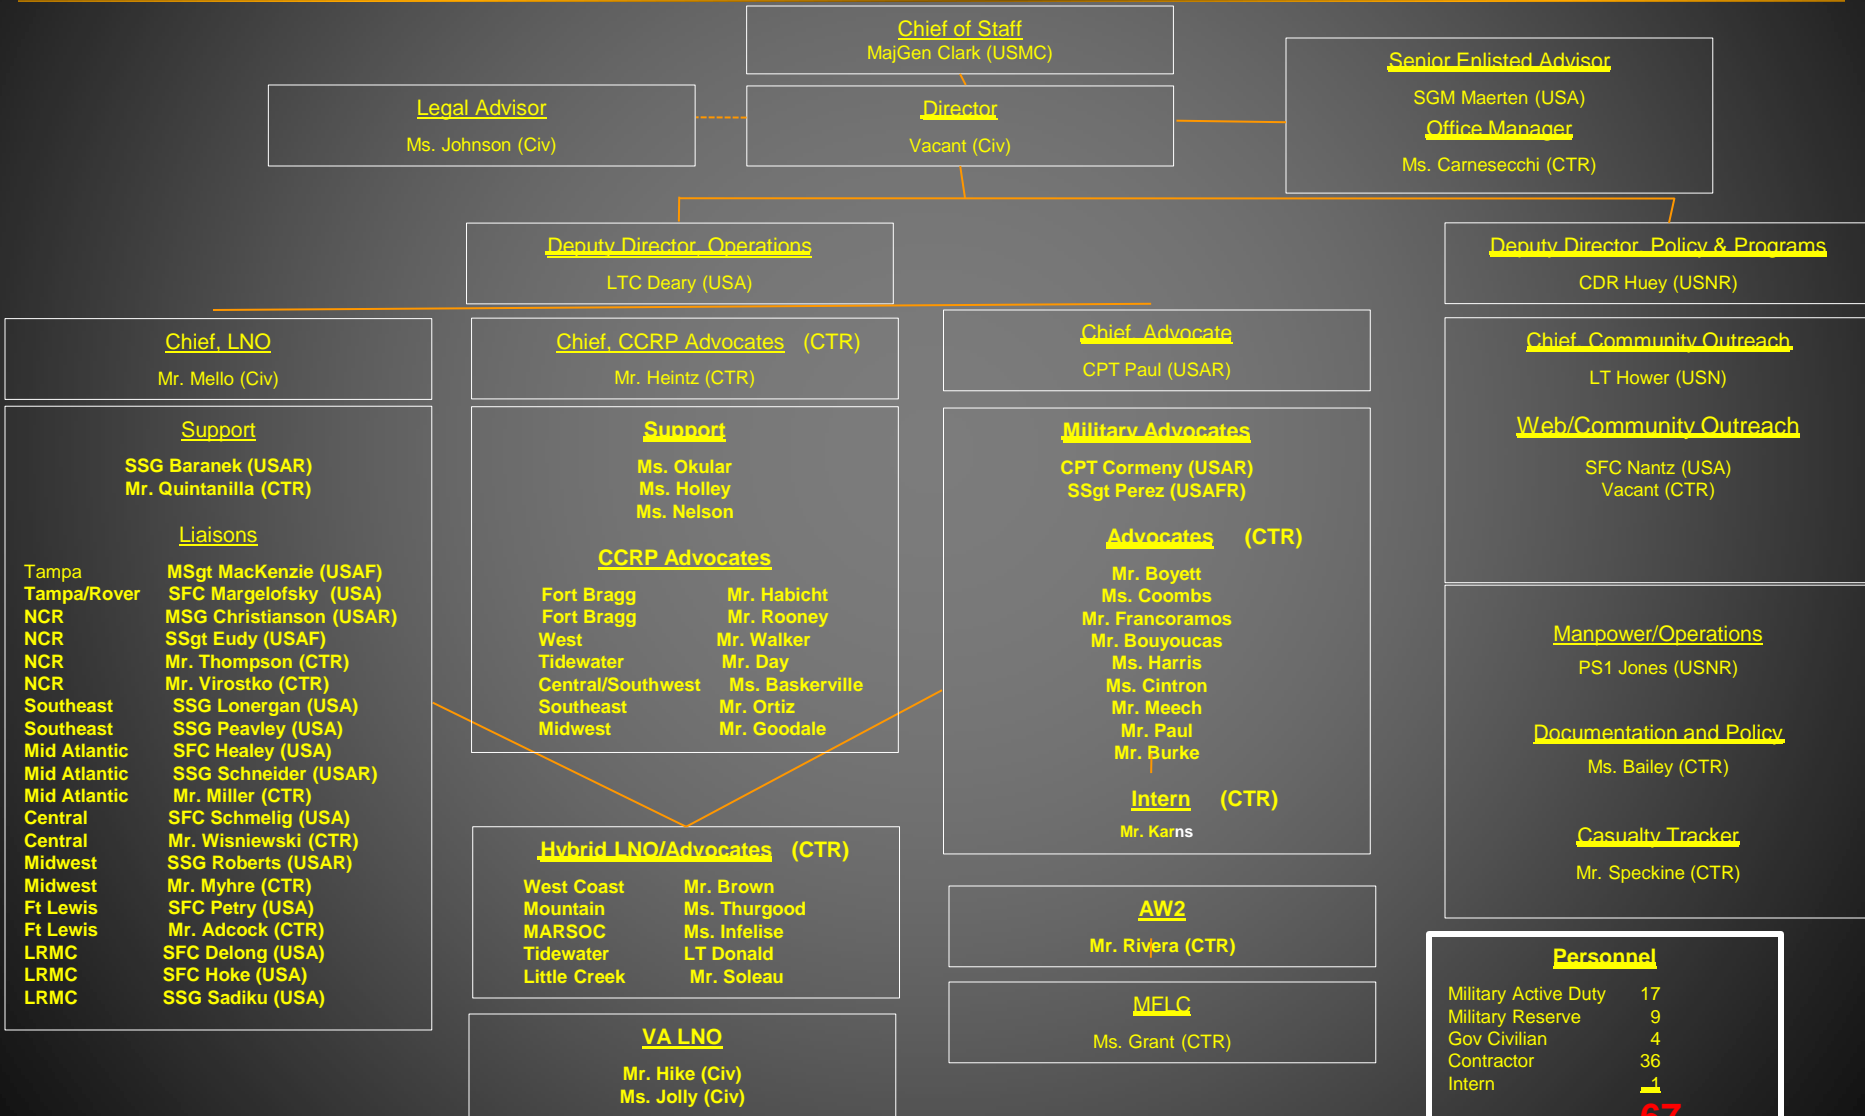 Chief of Staff
MajGen Clark (USMC)
Legal Advisor
Ms. Johnson (Civ)
Director
Vacant (Civ)
Senior Enlisted Advisor
SGM Maerten (USA)
Office Manager
Ms. Carnesecchi (CTR)
Deputy Director, Operations
LTC Deary (USA)
Deputy Director, Policy & Programs
CDR Huey (USNR)
Chief, LNO
Mr. Mello (Civ)
Support
SSG Baranek (USAR)
Mr. Quintanilla (CTR)
Liaisons
Tampa MSgt MacKenzie (USAF)
Tampa/Rover SFC Margelofsky (USA)
NCR MSG Christianson (USAR)
NCR SSgt Eudy (USAF)
NCR Mr. Thompson (CTR)
NCR Mr. Virostko (CTR)
Southeast SSG Lonergan (USA)
Southeast SSG Peavley (USA)
Mid Atlantic SFC Healey (USA)
Mid Atlantic SSG Schneider (USAR)
Mid Atlantic Mr. Miller (CTR)
Central SFC Schmelig (USA)
Central Mr. Wisniewski (CTR)
Midwest SSG Roberts (USAR)
Midwest Mr. Myhre (CTR)
Ft Lewis SFC Petry (USA)
Ft Lewis Mr. Adcock (CTR)
LRMC SFC Delong (USA)
LRMC SFC Hoke (USA)
LRMC SSG Sadiku (USA)
Chief, CCRP Advocates (CTR)
Mr. Heintz (CTR)
Support
Ms. Okular
Ms. Holley
Ms. Nelson
CCRP Advocates
Fort Bragg Mr. Habicht
Fort Bragg Mr. Rooney
West Mr. Walker
Tidewater Mr. Day
Central/Southwest Ms. Baskerville
Southeast Mr. Ortiz
Midwest Mr. Goodale
Hybrid LNO/Advocates (CTR)
West Coast Mr. Brown
Mountain Ms. Thurgood
MARSOC Ms. Infelise
Tidewater LT Donald
Little Creek Mr. Soleau
VA LNO
Mr. Hike (Civ)
Ms. Jolly (Civ)
Chief, Advocate
CPT Paul (USAR)
Military Advocates
CPT Cormeny (USAR)
SSgt Perez (USAFR)
Advocates (CTR)
Mr. Boyett
Ms. Coombs
Mr. Francoramos
Mr. Bouyoucas
Ms. Harris
Ms. Cintron
Mr. Meech
Mr. Paul
Mr. Burke
Intern (CTR)
Mr. Karns
AW2
Mr. Rivera (CTR)
MFLC
Ms. Grant (CTR)
Chief, Community Outreach
LT Hower (USN)
Web/Community Outreach
SFC Nantz (USA)
Vacant (CTR)
Manpower/Operations
PS1 Jones (USNR)
Documentation and Policy
Ms. Bailey (CTR)
Casualty Tracker
Mr. Speckine (CTR)
Personnel
Military Active Duty 17
Military Reserve 9
Gov Civilian 4
Contractor 36
Intern 1
67